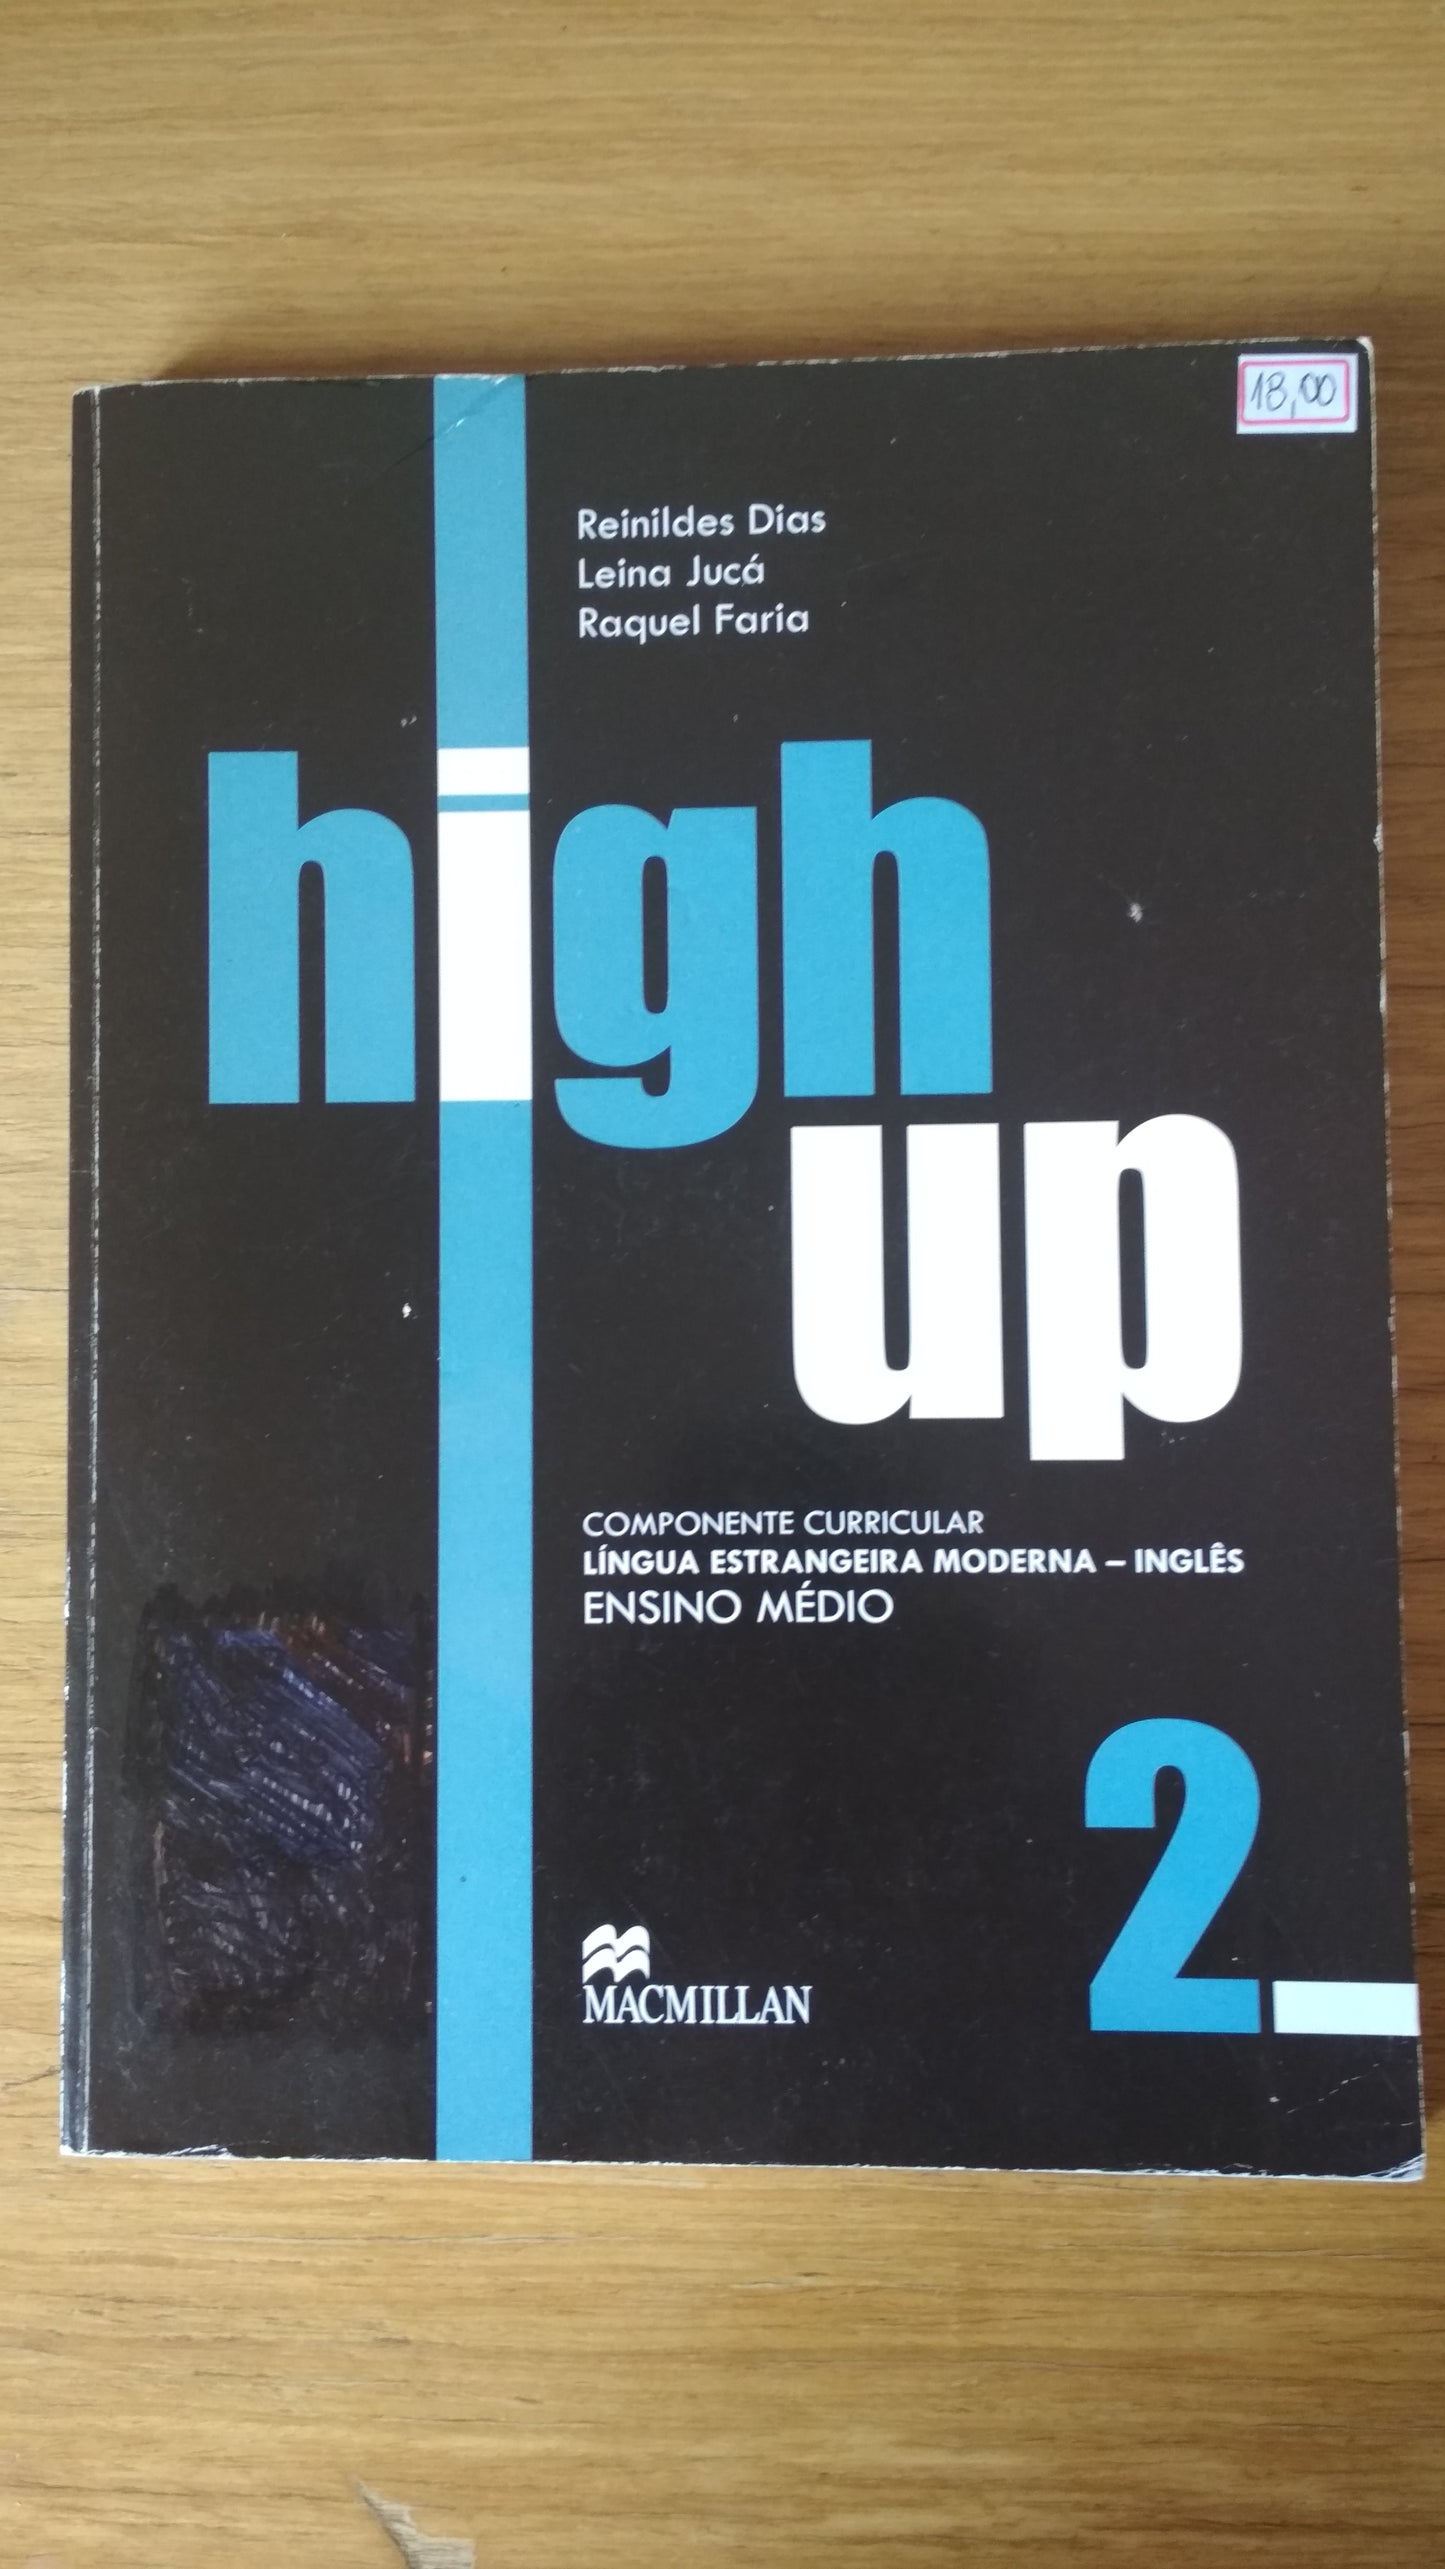 18,00
Reinildes Dias
Leina Jucá
Raquel Faria
high
up
COMPONENTE CURRICULAR
LÍNGUA ESTRANGEIRA MODERNA – INGLÊS
ENSINO MÉDIO
2
MACMILLAN